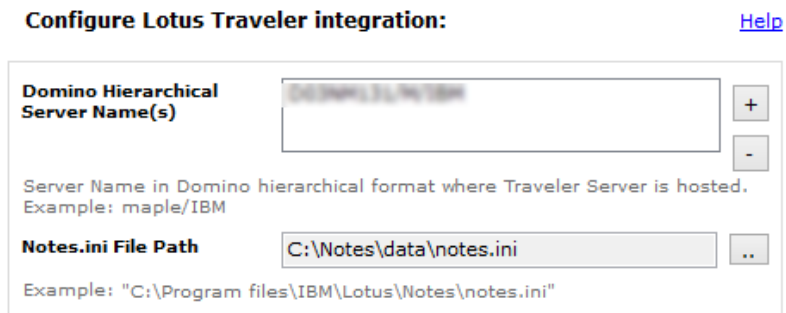 Configure Lotus Traveler integration:
Help
Domino Hierarchical
Server Name(s)
+
-
Server Name in Domino hierarchical format where Traveler Server is hosted.
Example: maple/IBM
Notes.ini File Path
C:\Notes\data\notes.ini
..
Example: "C:\Program files\IBM\Lotus\Notes\notes.ini"